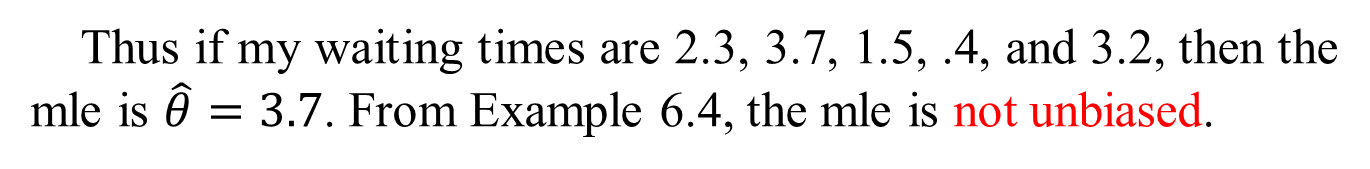 Thus if my waiting times are 2.3, 3.7, 1.5, .4, and 3.2, then the
mle is θ̂ = 3.7. From Example 6.4, the mle is not unbiased.